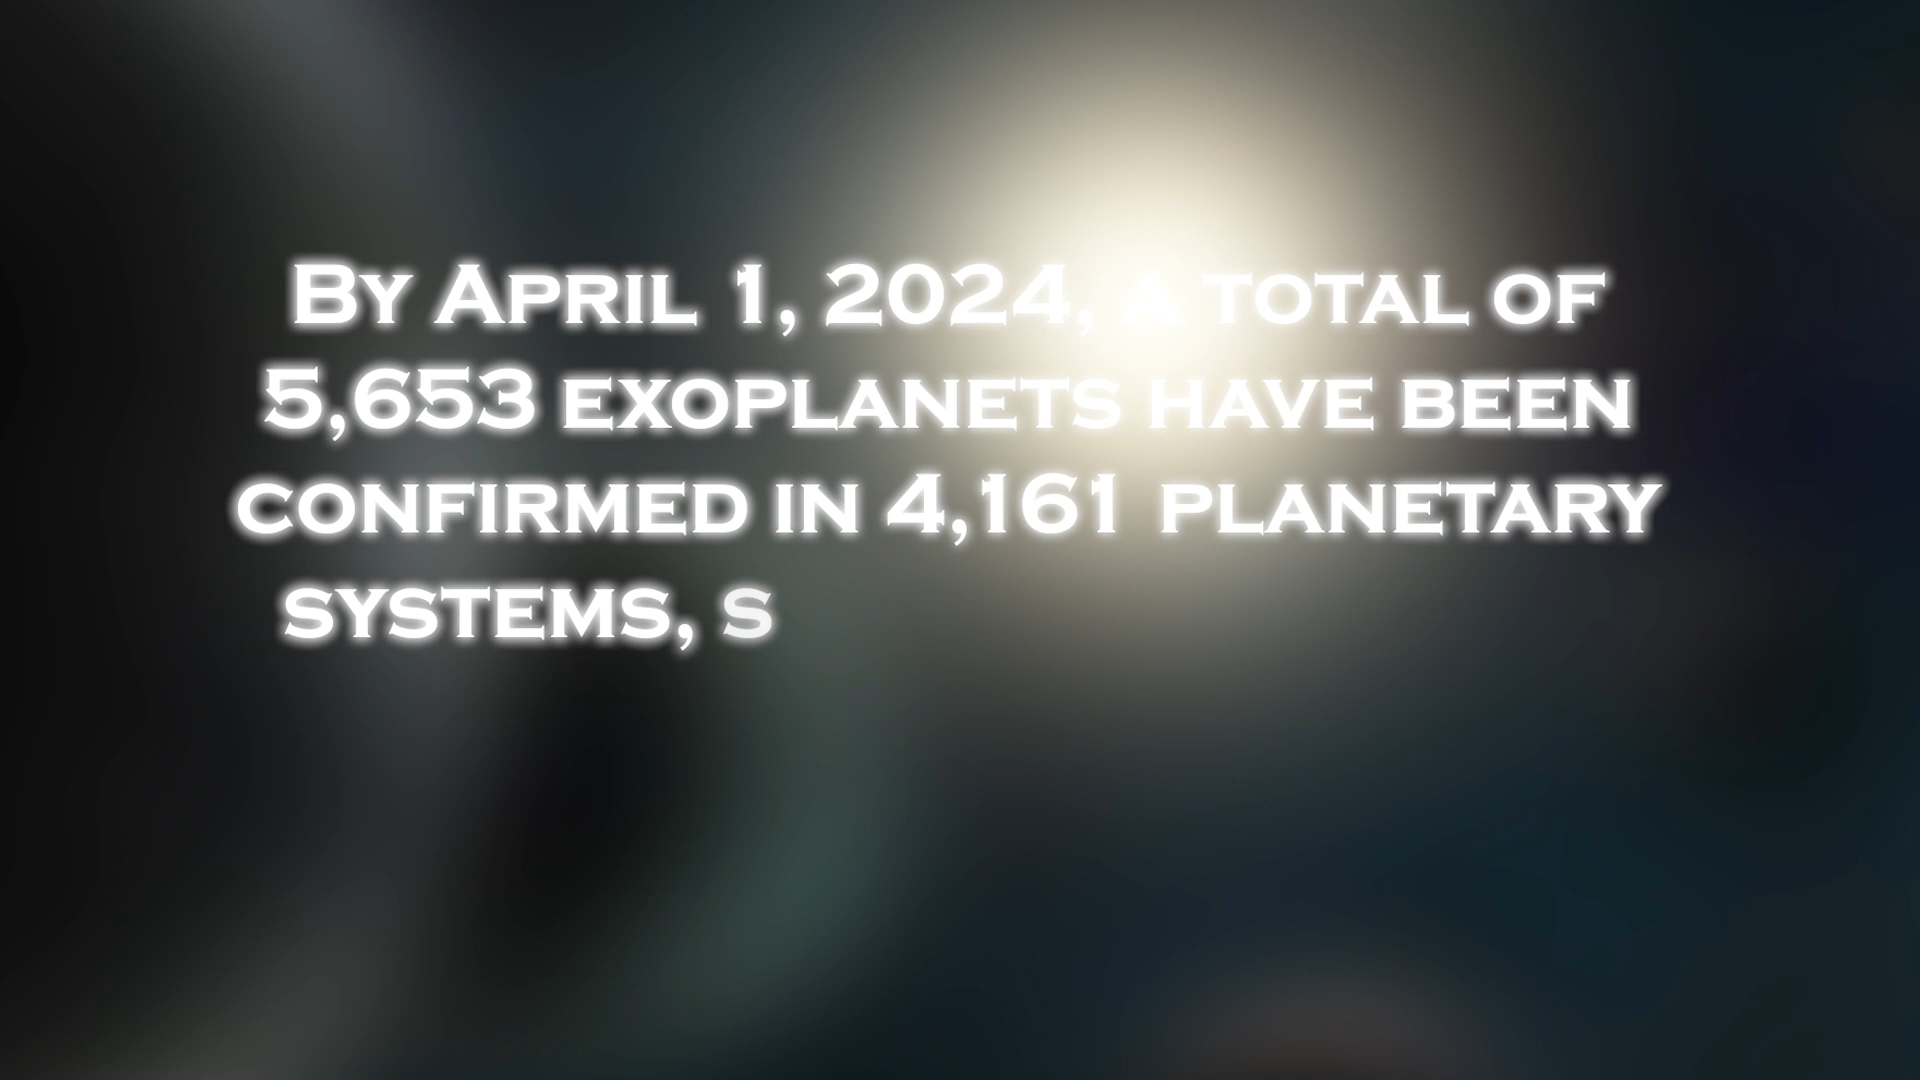 By April 1, 2024, a total of
5,653 exoplanets have been
confirmed in 4,161 planetary
systems, s